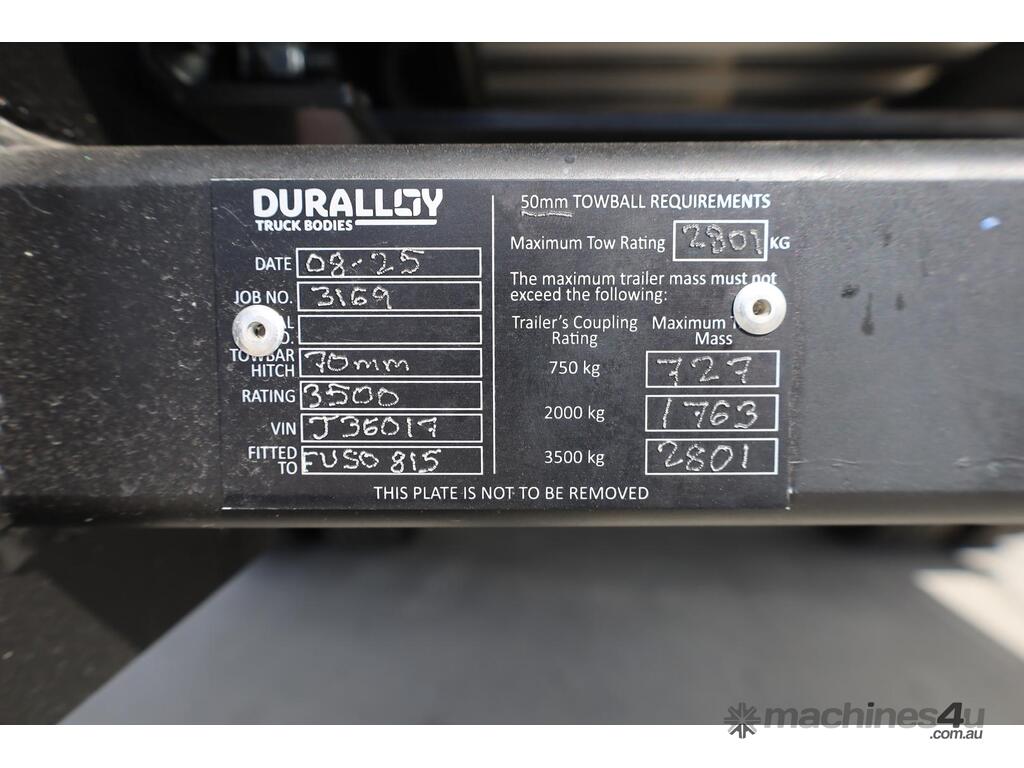 DURALLOY
TRUCK BODIES
DATE 08-25
JOB NO. 3169
TOWBAR HITCH 70mm
RATING 3500
VIN J36017
FITTED TO FUSO 815
50mm TOWBALL REQUIREMENTS
Maximum Tow Rating 2801 KG
The maximum trailer mass must not
exceed the following:
Trailer's Coupling Rating
Maximum Mass
750 kg 727
2000 kg 1763
3500 kg 2801
THIS PLATE IS NOT TO BE REMOVED
machines4u
.com.au